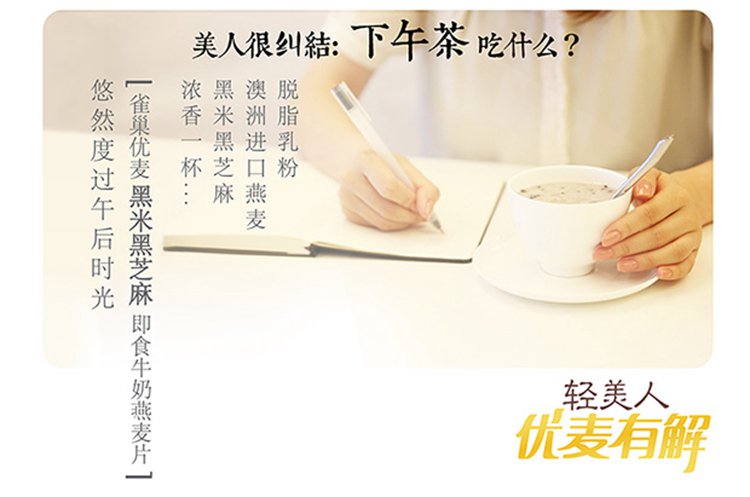 美人很纠結: 下午茶 吃什么?
脱脂乳粉
澳洲进口燕麦
黑米黑芝麻
浓香一杯…
[雀巢优麦 黑米黑芝麻 即食牛奶燕麦片]
悠然度过午后时光
轻美人
优麦有解